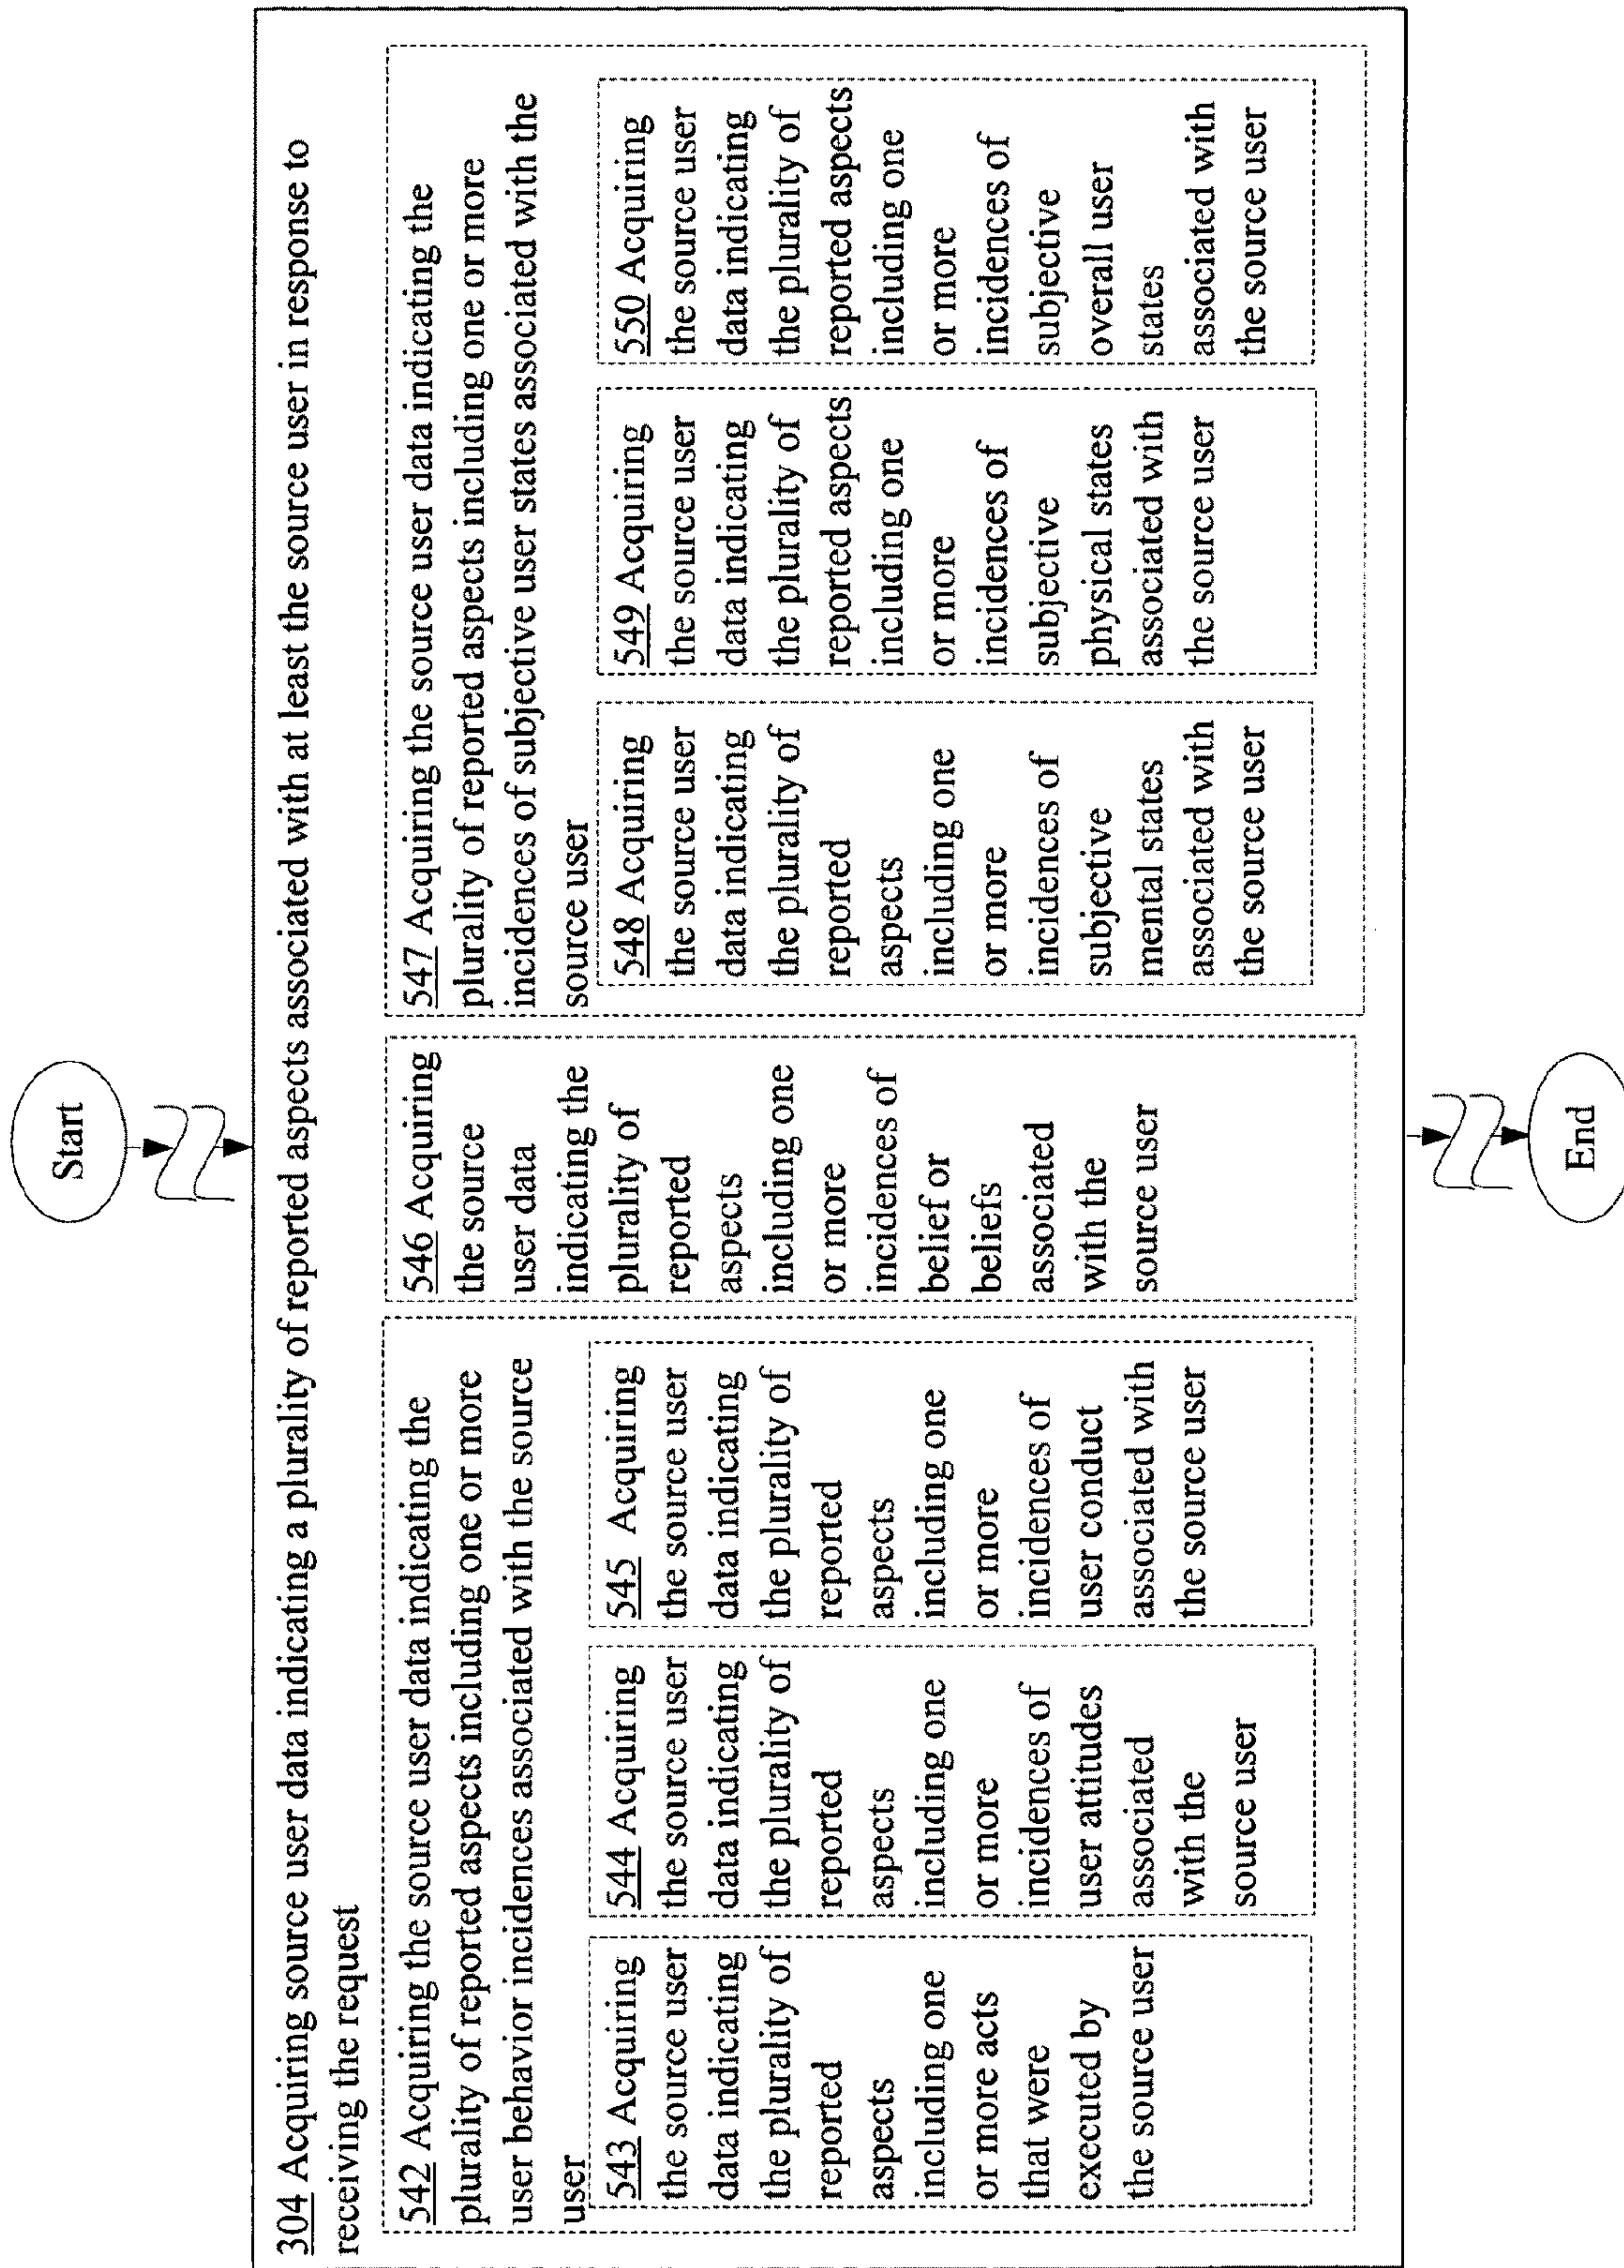 Start
304 Acquiring source user data indicating a plurality of reported aspects associated with at least the source user in response to
receiving the request
542 Acquiring the source user data indicating the
plurality of reported aspects including one or more
user behavior incidences associated with the source
user
543 Acquiring
the source user
data indicating
the plurality of
reported
aspects
including one
or more acts
that were
executed by
the source user
544 Acquiring
the source user
data indicating
the plurality of
reported
aspects
including one
or more
incidences of
user attitudes
associated
with the
source user
545 Acquiring
the source user
data indicating
the plurality of
reported
aspects
including one
or more
incidences of
user conduct
associated with
the source user
546 Acquiring
the source
user data
indicating the
plurality of
reported
aspects
including one
or more
incidences of
belief or
beliefs
associated
with the
source user
547 Acquiring the source user data indicating the
plurality of reported aspects including one or more
incidences of subjective user states associated with the
source user
548 Acquiring
the source user
data indicating
the plurality of
reported
aspects
including one
or more
incidences of
subjective
mental states
associated with
the source user
549 Acquiring
the source user
data indicating
the plurality of
reported aspects
including one
or more
incidences of
subjective
physical states
associated with
the source user
550 Acquiring
the source user
data indicating
the plurality of
reported aspects
including one
or more
incidences of
subjective
overall user
states
associated with
the source user
End